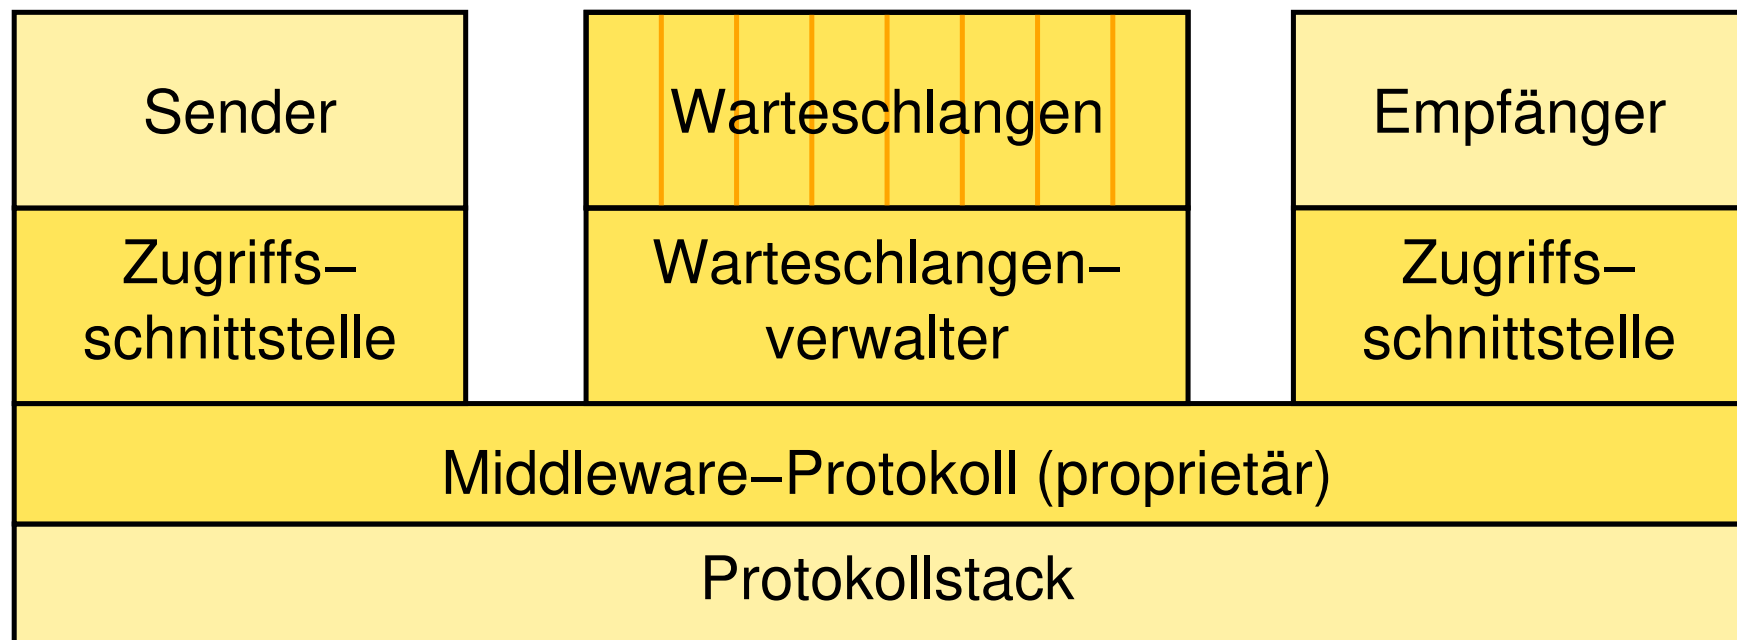 Sender
Warteschlangen
Empfänger
Zugriffs–
schnittstelle
Warteschlangen–
verwalter
Zugriffs–
schnittstelle
Middleware–Protokoll (proprietär)
Protokollstack